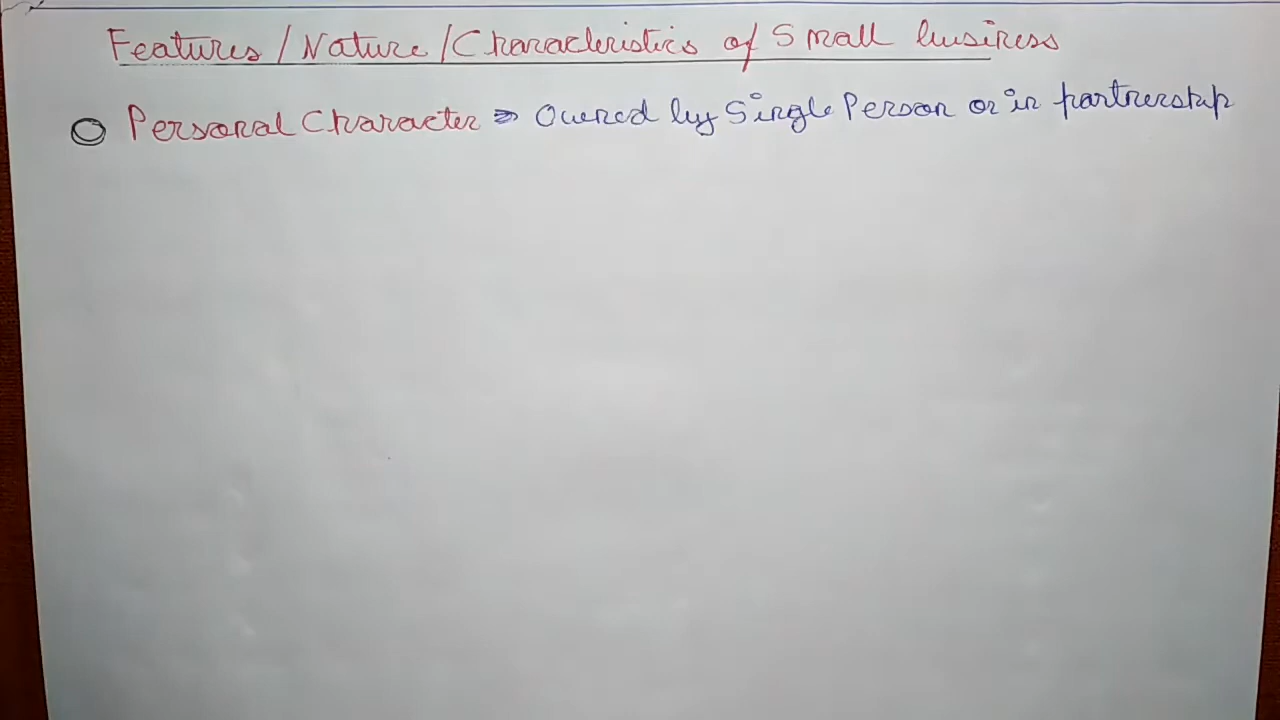 Features / Nature / Characteristics of Small business
Personal Character => Owned by Single Person or in partnership